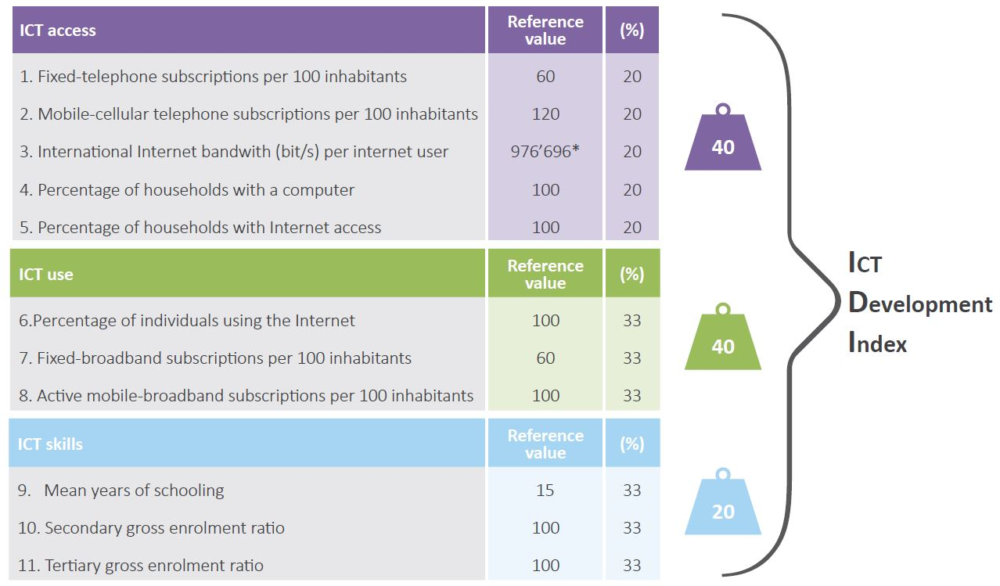 ICT access Reference value (%)
1. Fixed-telephone subscriptions per 100 inhabitants 60 20
2. Mobile-cellular telephone subscriptions per 100 inhabitants 120 20
3. International Internet bandwith (bit/s) per internet user 976’696* 20
4. Percentage of households with a computer 100 20
5. Percentage of households with Internet access 100 20
40
ICT use Reference value (%)
6.Percentage of individuals using the Internet 100 33
7. Fixed-broadband subscriptions per 100 inhabitants 60 33
8. Active mobile-broadband subscriptions per 100 inhabitants 100 33
40
ICT skills Reference value (%)
9. Mean years of schooling 15 33
10. Secondary gross enrolment ratio 100 33
11. Tertiary gross enrolment ratio 100 33
20
ICT
Development
Index